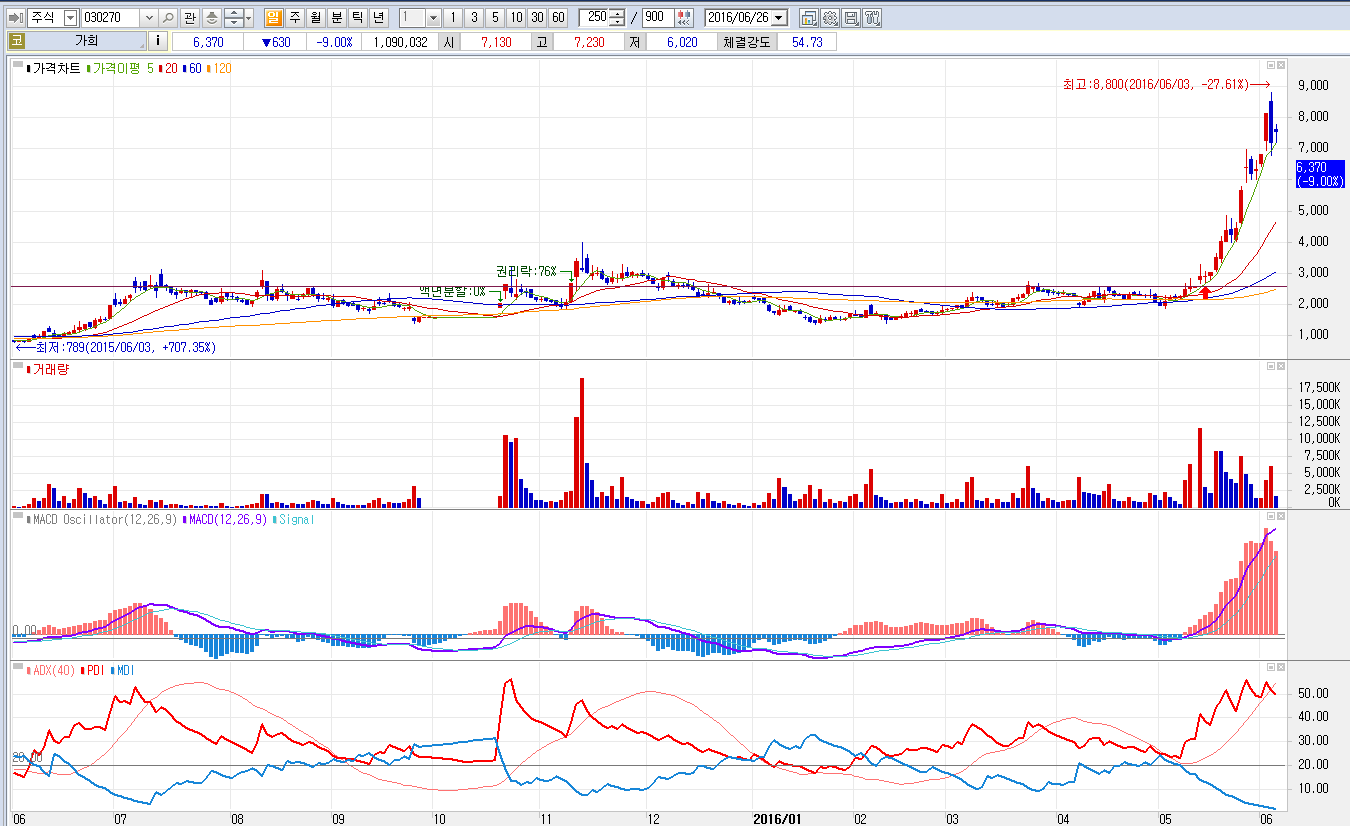 주식 030270 관 일 주 월 분 틱 년 1 1 3 5 10 30 60 250 / 900 2016/06/26
코 가희 i 6,370 ▼630 -9.00% 1,090,032 시 7,130 고 7,230 저 6,020 체결강도 54.73
가격차트 가격이평 5 20 60 120
최고:8,800(2016/06/03, -27.61%)
9,000
8,000
7,000
6,370
(-9.00%)
5,000
4,000
권리락:76%
3,000
액면분할:0%
2,000
1,000
최저:789(2015/06/03, +707.35%)
거래량
17,500K
15,000K
12,500K
10,000K
7,500K
5,000K
2,500K
0K
MACD Oscillator(12,26,9) MACD(12,26,9) Signal
0.00
ADX(40) PDI MDI
50.00
40.00
30.00
20.00 20.00
10.00
06 07 08 09 10 11 12 2016/01 02 03 04 05 06